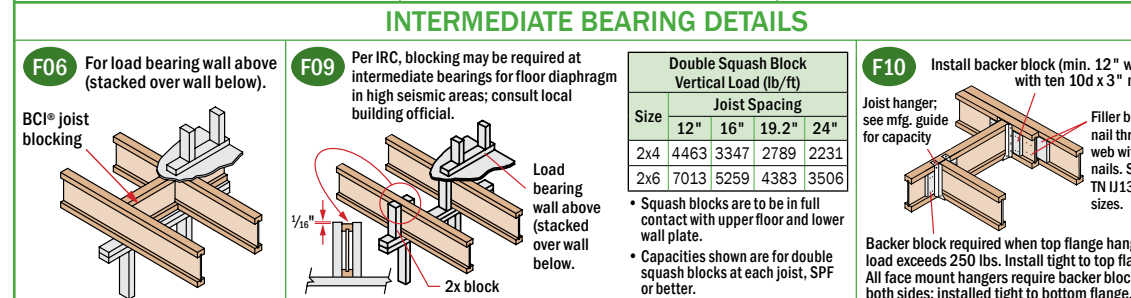 INTERMEDIATE BEARING DETAILS
F06
For load bearing wall above
(stacked over wall below).
BCI® joist
blocking
F09
Per IRC, blocking may be required at
intermediate bearings for floor diaphragm
in high seismic areas; consult local
building official.
1/16"
Load
bearing
wall above
(stacked
over wall
below.
2x block
Double Squash Block
Vertical Load (lb/ft)
Size Joist Spacing
12" 16" 19.2" 24"
2x4 4463 3347 2789 2231
2x6 7013 5259 4383 3506
• Squash blocks are to be in full
contact with upper floor and lower
wall plate.
• Capacities shown are for double
squash blocks at each joist, SPF
or better.
F10
Install backer block (min. 12" w
with ten 10d x 3" n
Joist hanger;
see mfg. guide
for capacity
Filler b
nail thr
web wi
nails. S
TN IJ13
sizes.
Backer block required when top flange hang
load exceeds 250 lbs. Install tight to top fla
All face mount hangers require backer bloc
both sides; installed tight to bottom flange.